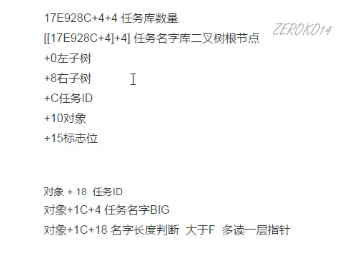 17E928C+4+4 任务库数量
ZEROKO14
[[17E928C+4]+4] 任务名字库二叉树根节点
+0左子树
+8右子树
+C任务ID
+10对象
+15标志位
对象 + 18  任务ID
对象+1C+4 任务名字BIG
对象+1C+18 名字长度判断  大于F  多读一层指针